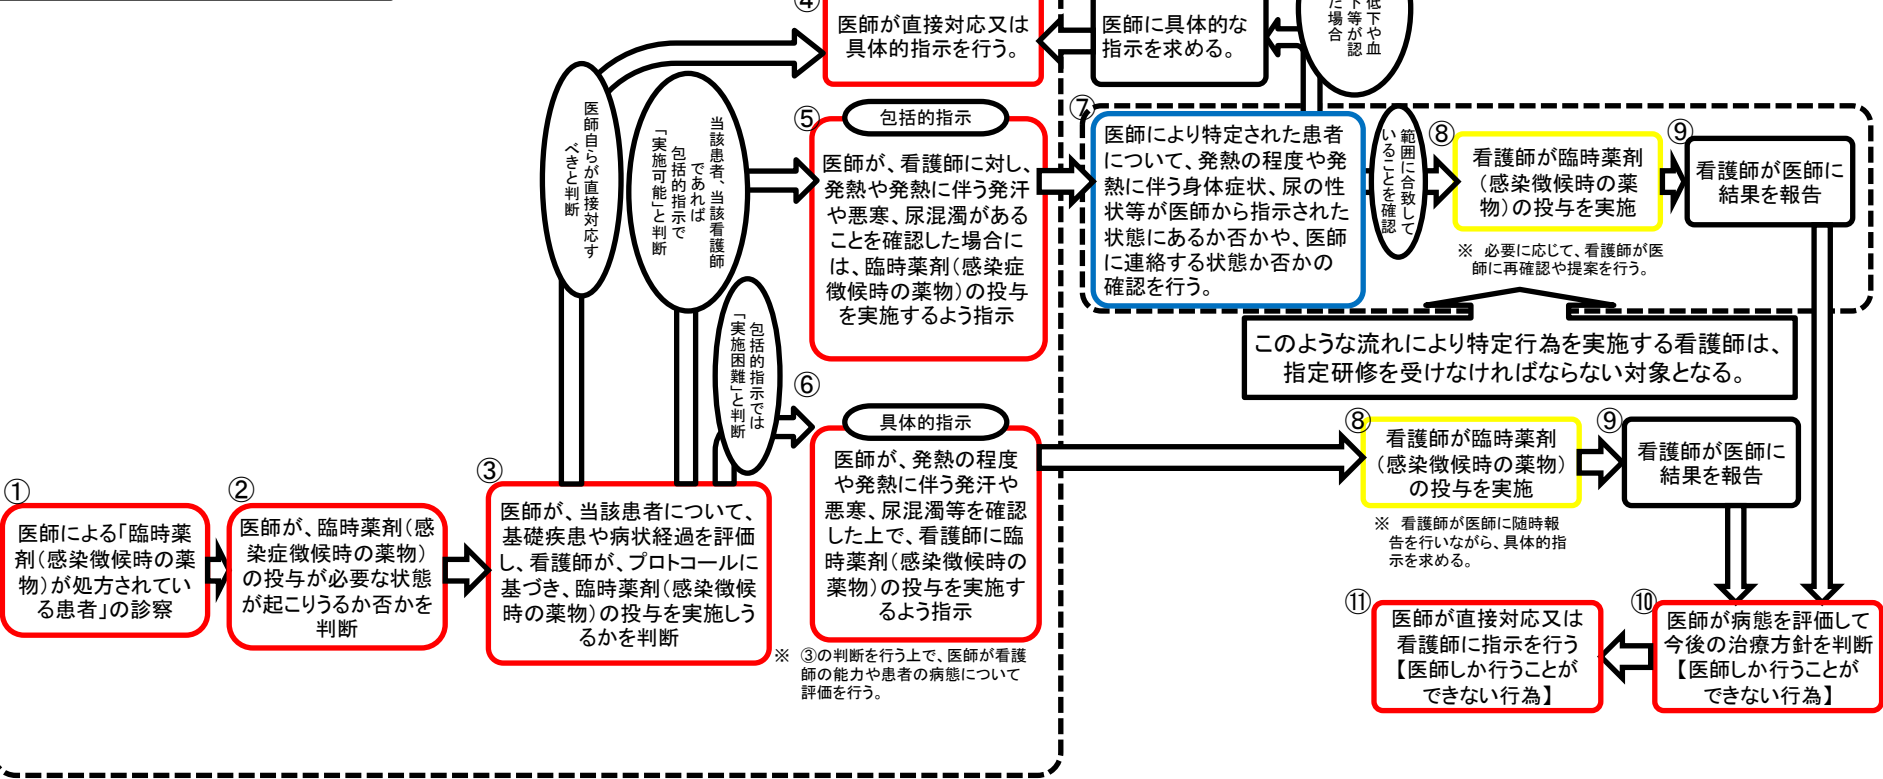 ④
医師が直接対応又は
具体的指示を行う。
医師に具体的な
指示を求める。
低下や血
下等が認
た場合
医師自らが直接対応す
べきと判断
当該患者、当該看護師
であれば
包括的指示で
「実施可能」と判断
包括的指示では
「実施困難」と判断
⑤
包括的指示
医師が、看護師に対し、
発熱や発熱に伴う発汗
や悪寒、尿混濁がある
ことを確認した場合に
は、臨時薬剤(感染症
徴候時の薬物)の投与
を実施するよう指示
⑦
医師により特定された患者
について、発熱の程度や発
熱に伴う身体症状、尿の性
状等が医師から指示された
状態にあるか否かや、医師
に連絡する状態か否かの
確認を行う。
範囲に合致して
いることを確認
⑧
看護師が臨時薬剤
(感染徴候時の薬
物)の投与を実施
※ 必要に応じて、看護師が医
師に再確認や提案を行う。
⑨
看護師が医師に
結果を報告
このような流れにより特定行為を実施する看護師は、
指定研修を受けなければならない対象となる。
⑥
具体的指示
医師が、発熱の程度
や発熱に伴う発汗や
悪寒、尿混濁等を確認
した上で、看護師に臨
時薬剤(感染徴候時の
薬物)の投与を実施す
るよう指示
⑧
看護師が臨時薬剤
(感染徴候時の薬物)
の投与を実施
※ 看護師が医師に随時報
告を行いながら、具体的指
示を求める。
⑨
看護師が医師に
結果を報告
①
医師による「臨時薬
剤(感染徴候時の薬
物)が処方されてい
る患者」の診察
②
医師が、臨時薬剤(感
染症徴候時の薬物)
の投与が必要な状態
が起こりうるか否かを
判断
③
医師が、当該患者について、
基礎疾患や病状経過を評価
し、看護師が、プロトコールに
基づき、臨時薬剤(感染徴候
時の薬物)の投与を実施しう
るかを判断
※ ③の判断を行う上で、医師が看護
師の能力や患者の病態について
評価を行う。
⑪
医師が直接対応又は
看護師に指示を行う
【医師しか行うことが
できない行為】
⑩
医師が病態を評価して
今後の治療方針を判断
【医師しか行うことが
できない行為】